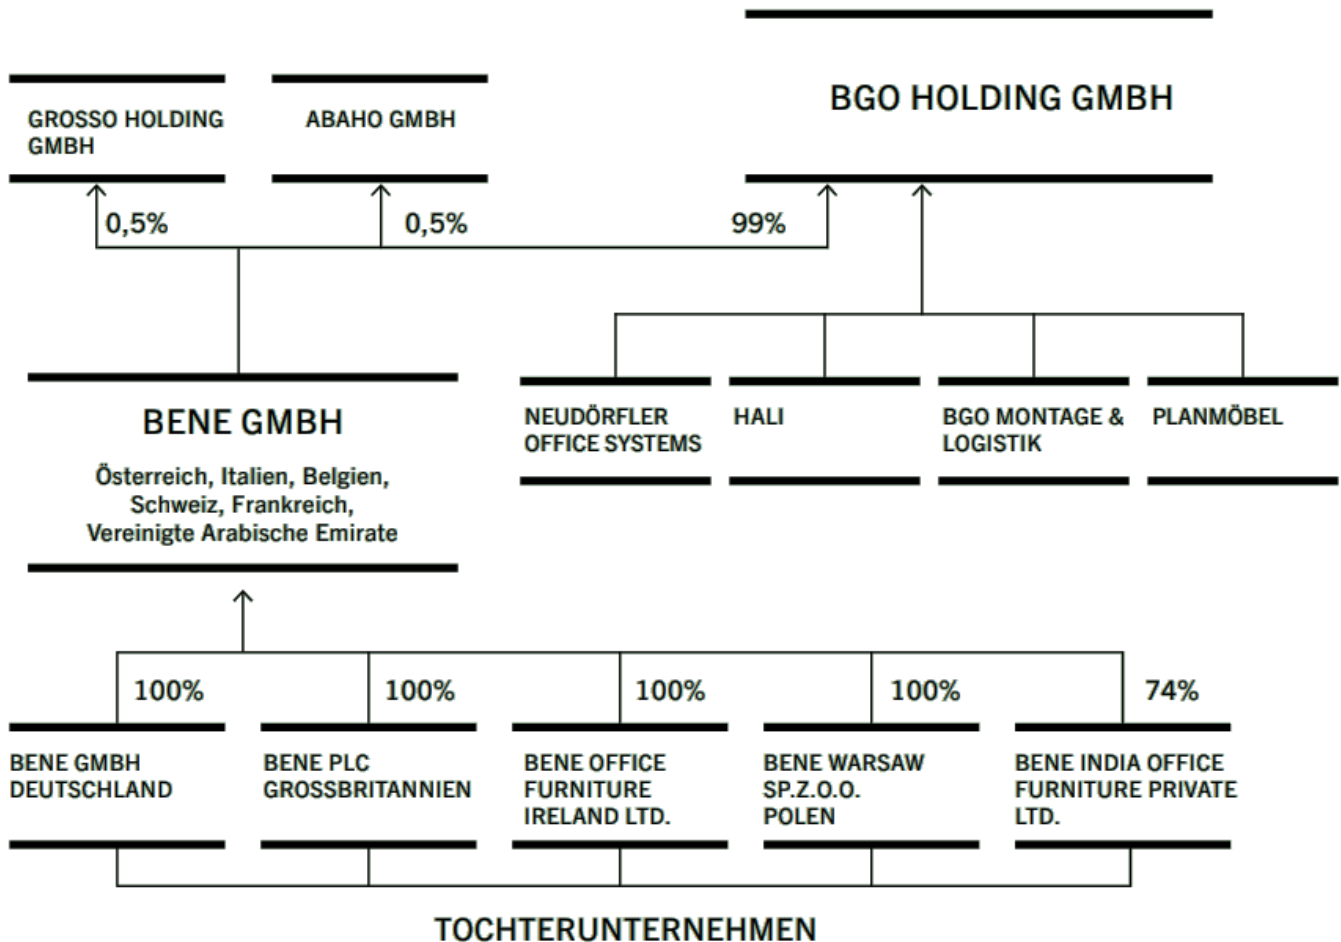 BGO HOLDING GMBH
GROSSO HOLDING
GMBH
ABAHO GMBH
0,5%
0,5%
99%
BENE GMBH
Österreich, Italien, Belgien,
Schweiz, Frankreich,
Vereinigte Arabische Emirate
NEUDÖRFLER
OFFICE SYSTEMS
HALI
BGO MONTAGE &
LOGISTIK
PLANMÖBEL
100%
100%
100%
100%
74%
BENE GMBH
DEUTSCHLAND
BENE PLC
GROSSBRITANNIEN
BENE OFFICE
FURNITURE
IRELAND LTD.
BENE WARSAW
SP.Z.O.O.
POLEN
BENE INDIA OFFICE
FURNITURE PRIVATE
LTD.
TOCHTERUNTERNEHMEN